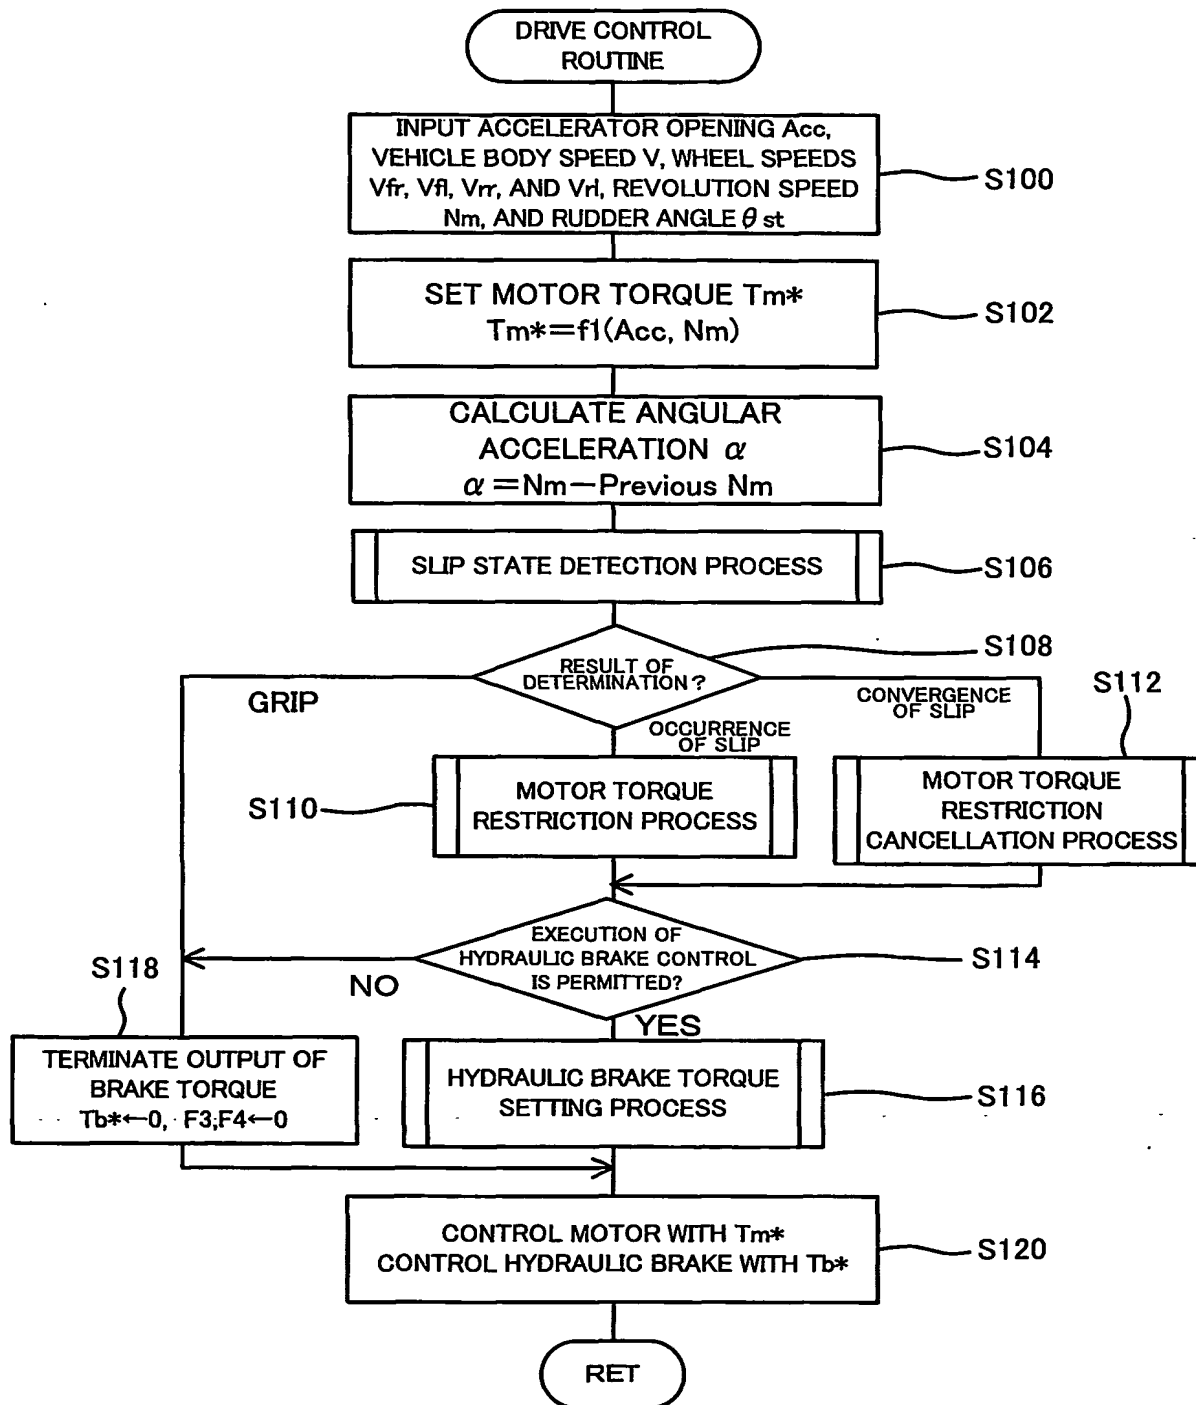 DRIVE CONTROL
ROUTINE
INPUT ACCELERATOR OPENING Acc,
VEHICLE BODY SPEED V, WHEEL SPEEDS
Vfr, Vfl, Vrr, AND Vrl, REVOLUTION SPEED
Nm, AND RUDDER ANGLE θ st
S100
SET MOTOR TORQUE Tm*
Tm*=f1(Acc, Nm)
S102
CALCULATE ANGULAR
ACCELERATION α
α=Nm−Previous Nm
S104
SLIP STATE DETECTION PROCESS
S106
RESULT OF
DETERMINATION?
S108
GRIP
OCCURRENCE
OF SLIP
CONVERGENCE
OF SLIP
S112
S110
MOTOR TORQUE
RESTRICTION PROCESS
MOTOR TORQUE
RESTRICTION
CANCELLATION PROCESS
EXECUTION OF
HYDRAULIC BRAKE CONTROL
IS PERMITTED?
S114
NO
YES
S118
TERMINATE OUTPUT OF
BRAKE TORQUE
Tb*←0, F3,F4←0
HYDRAULIC BRAKE TORQUE
SETTING PROCESS
S116
CONTROL MOTOR WITH Tm*
CONTROL HYDRAULIC BRAKE WITH Tb*
S120
RET